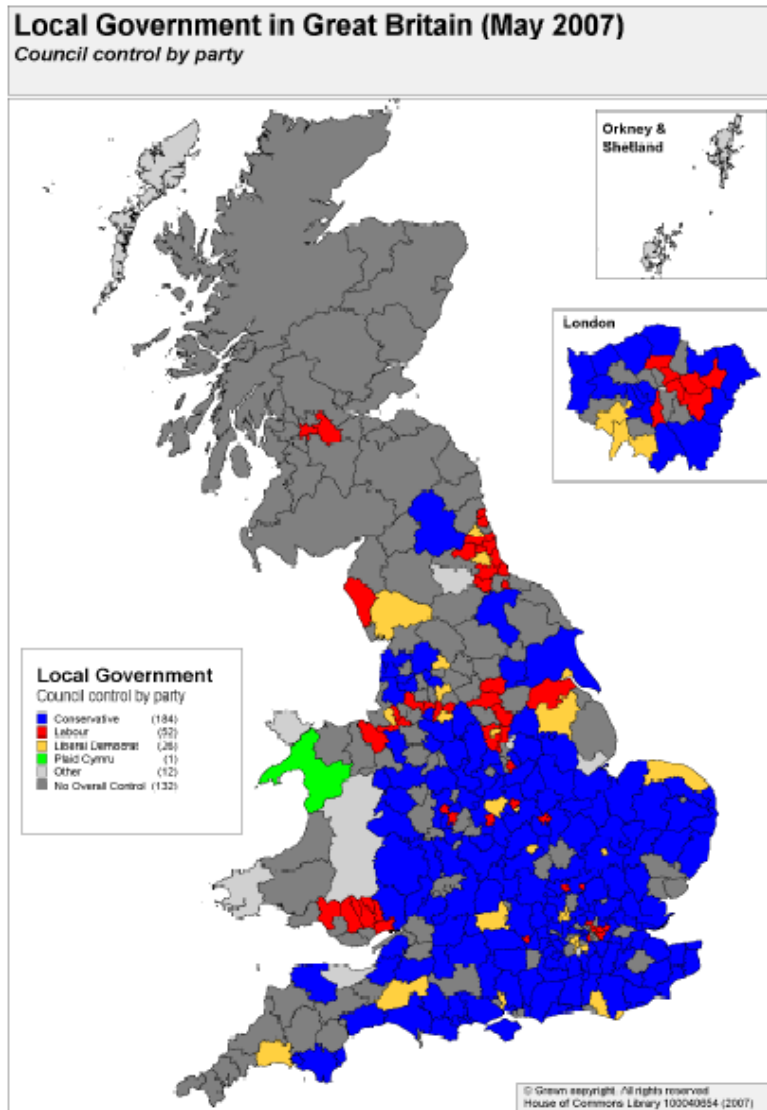 Local Government in Great Britain (May 2007)
Council control by party
Orkney &
Shetland
London
Local Government
Council control by party
Conservative (184)
Labour (52)
Liberal Democrat (26)
Plaid Cymru (1)
Other (12)
No Overall Control (132)
© Crown copyright. All rights reserved
House of Commons Library 100040654 (2007)